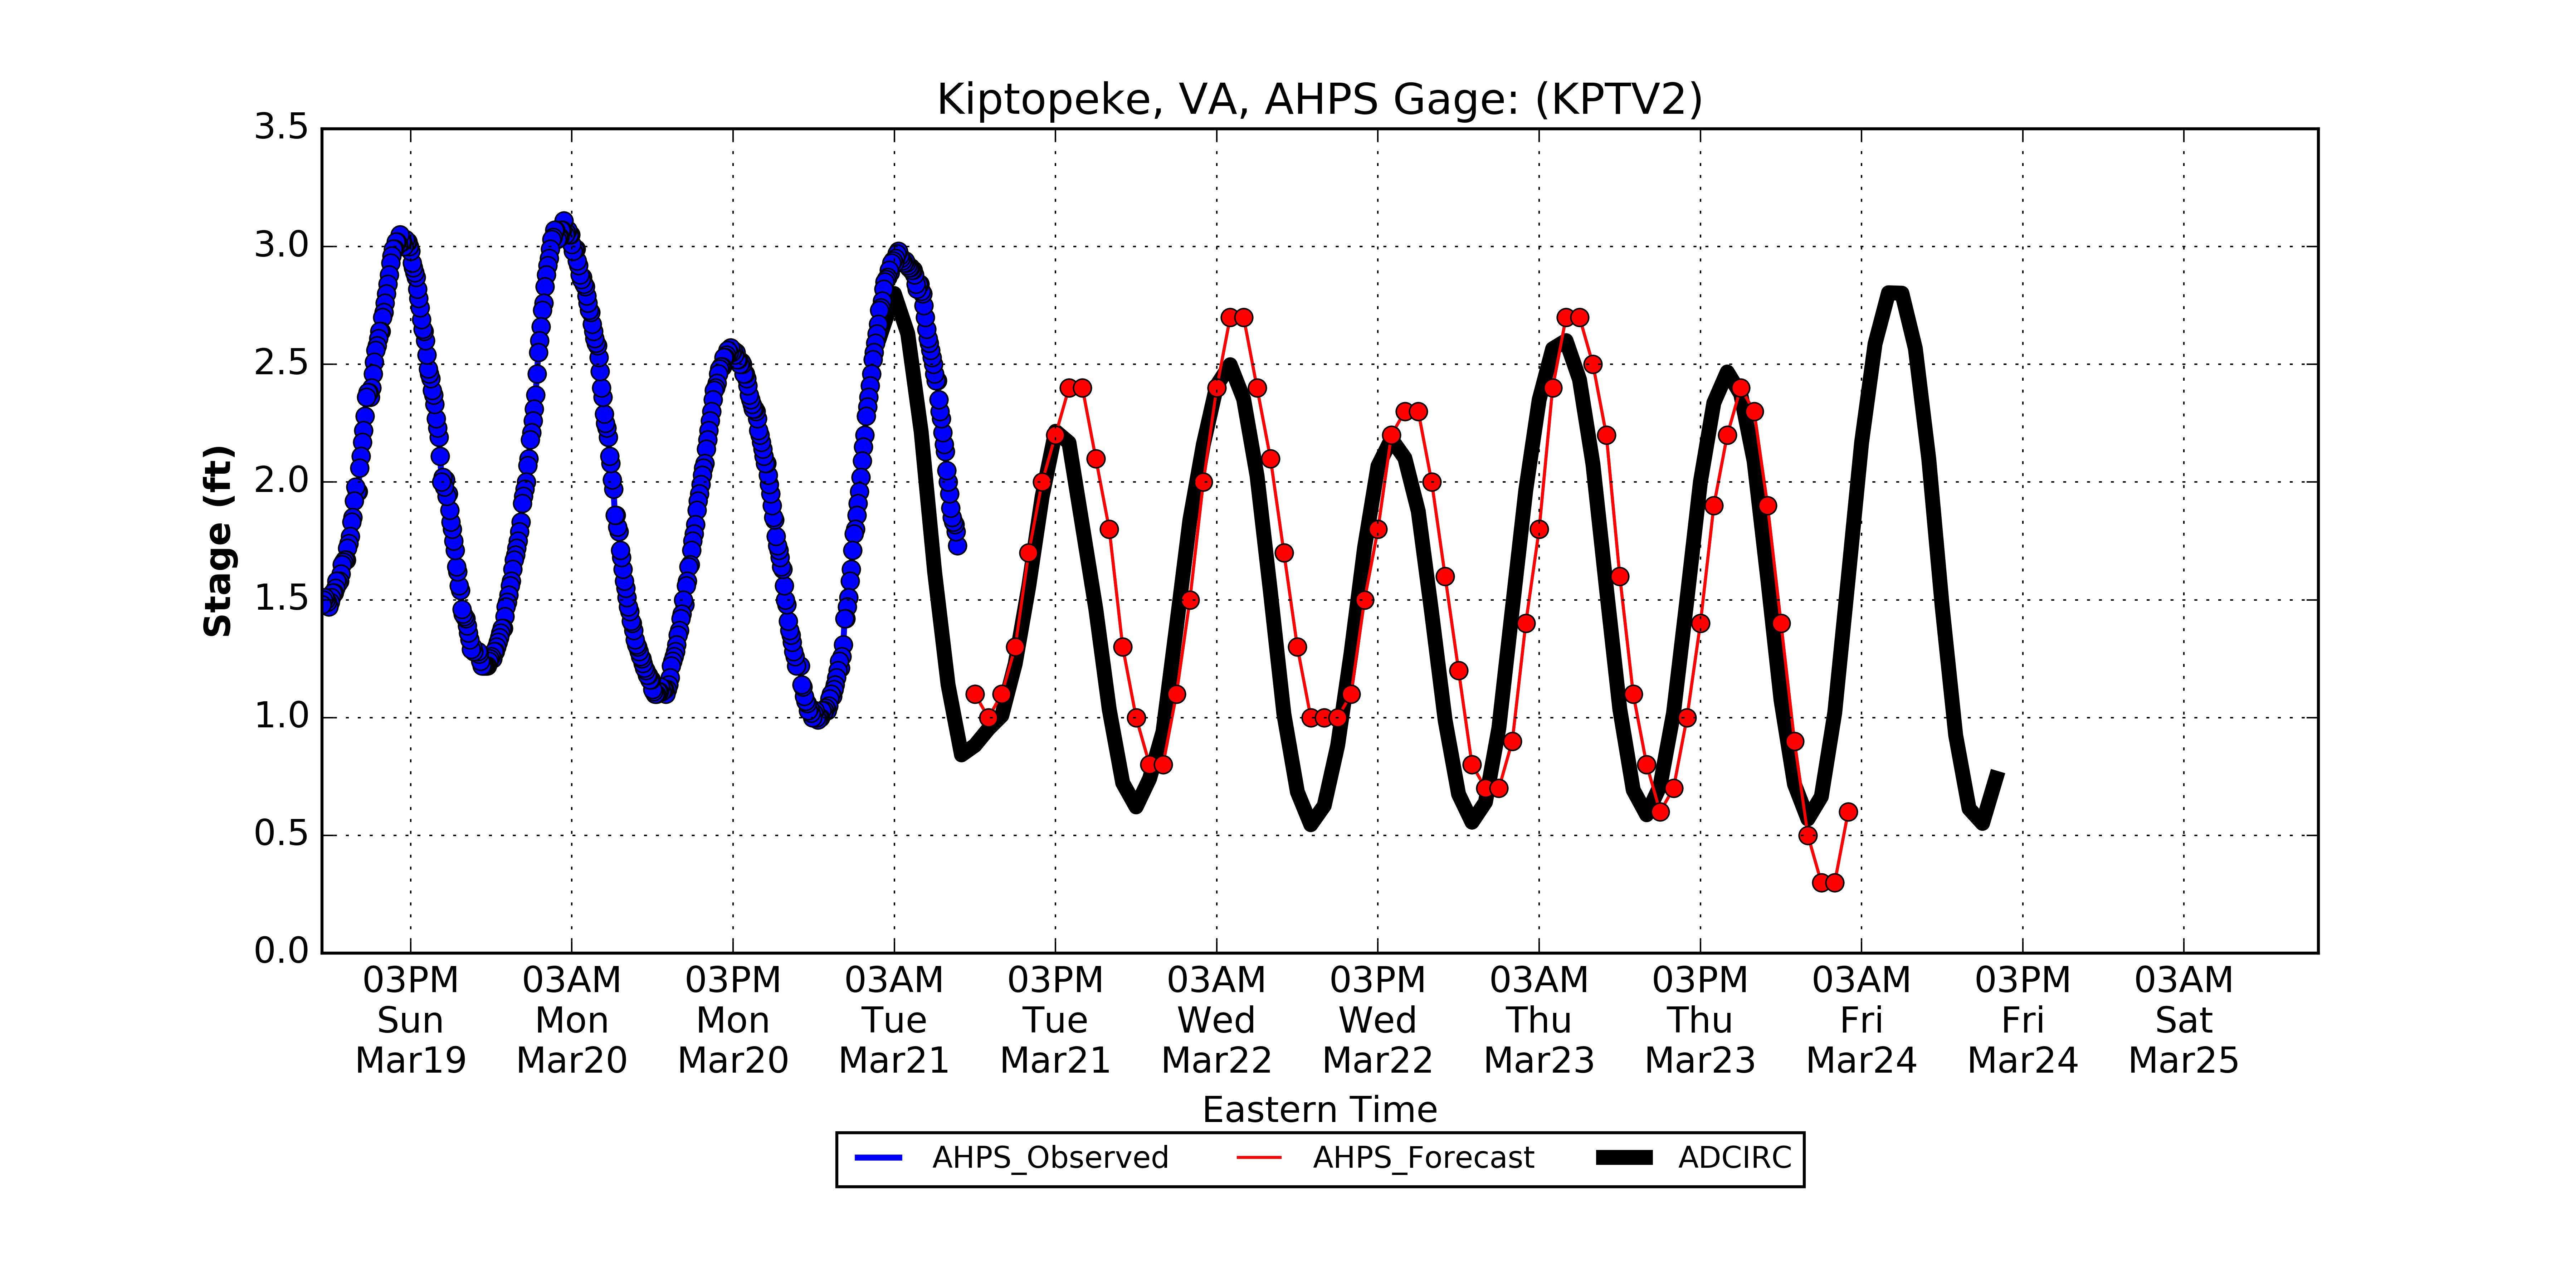 Kiptopeke, VA, AHPS Gage: (KPTV2)
3.5
3.0
2.5
2.0
1.5
1.0
0.5
0.0
Stage (ft)
03PM 03AM 03PM 03AM 03PM 03AM 03PM 03AM 03PM 03AM 03PM 03AM
Sun Mon Mon Tue Tue Wed Wed Thu Thu Fri Fri Sat
Mar19 Mar20 Mar20 Mar21 Mar21 Mar22 Mar22 Mar23 Mar23 Mar24 Mar24 Mar25
Eastern Time
AHPS_Observed AHPS_Forecast ADCIRC